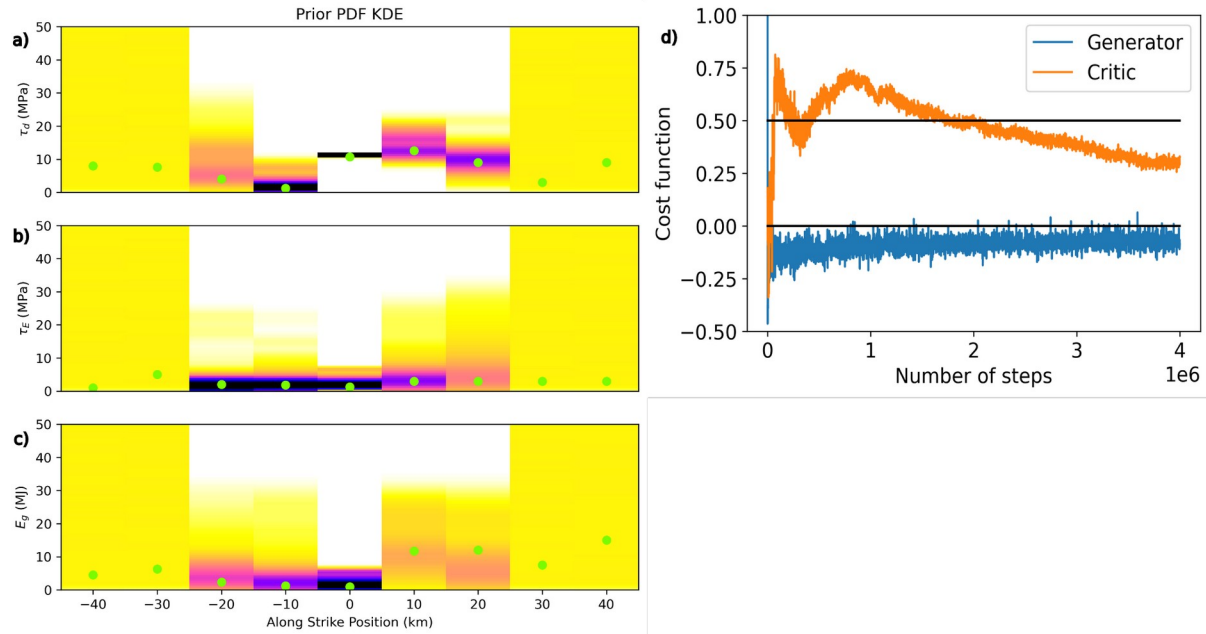 Prior PDF KDE
a)
50
40
30
20
10
0
τd (MPa)
b)
50
40
30
20
10
0
τE (MPa)
c)
50
40
30
20
10
0
Eg (MJ)
−40 −30 −20 −10 0 10 20 30 40
Along Strike Position (km)
d)
1.00
0.75
0.50
0.25
0.00
−0.25
−0.50
Cost function
Generator
Critic
0 1 2 3 4
Number of steps
1e6